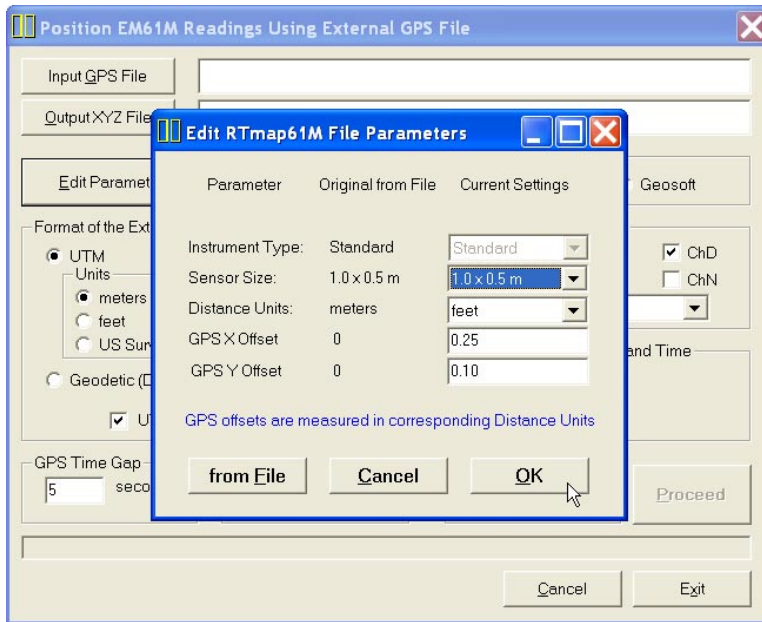 Position EM61M Readings Using External GPS File
Input GPS File
Output XYZ File
Edit RTmap61M File Parameters
Edit Paramet
Parameter Original from File Current Settings
Geosoft
Format of the Ext
UTM
Units
meters
feet
US Sur
Geodetic (D
U
Instrument Type: Standard Standard
ChD
Sensor Size: 1.0 x 0.5 m 1.0 x 0.5 m
ChN
Distance Units: meters feet
GPS X Offset 0 0.25
and Time
GPS Y Offset 0 0.10
GPS offsets are measured in corresponding Distance Units
GPS Time Gap
5 seco
from File Cancel OK
Proceed
Cancel Exit